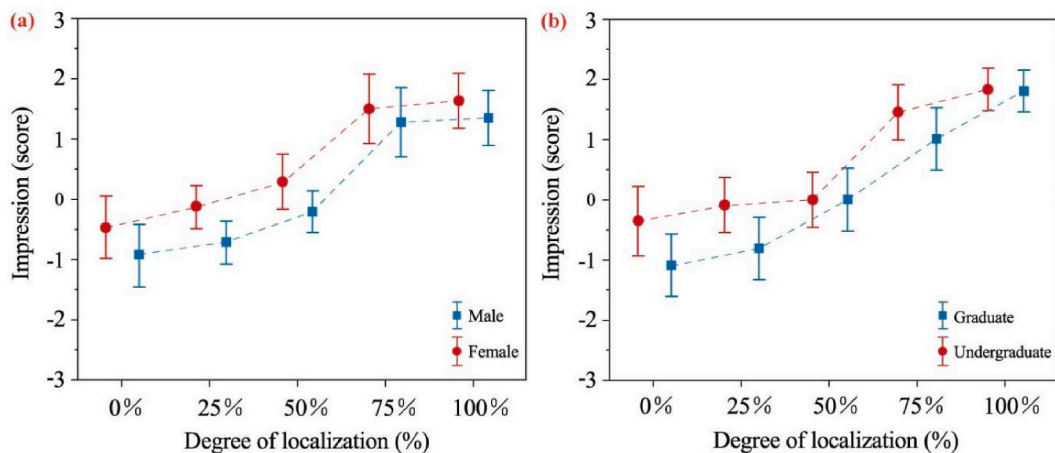 (a)
3
2
1
0
-1
-2
-3
Impression (score)
Male
Female
0% 25% 50% 75% 100%
Degree of localization (%)
(b)
3
2
1
0
-1
-2
-3
Impression (score)
Graduate
Undergraduate
0% 25% 50% 75% 100%
Degree of localization (%)